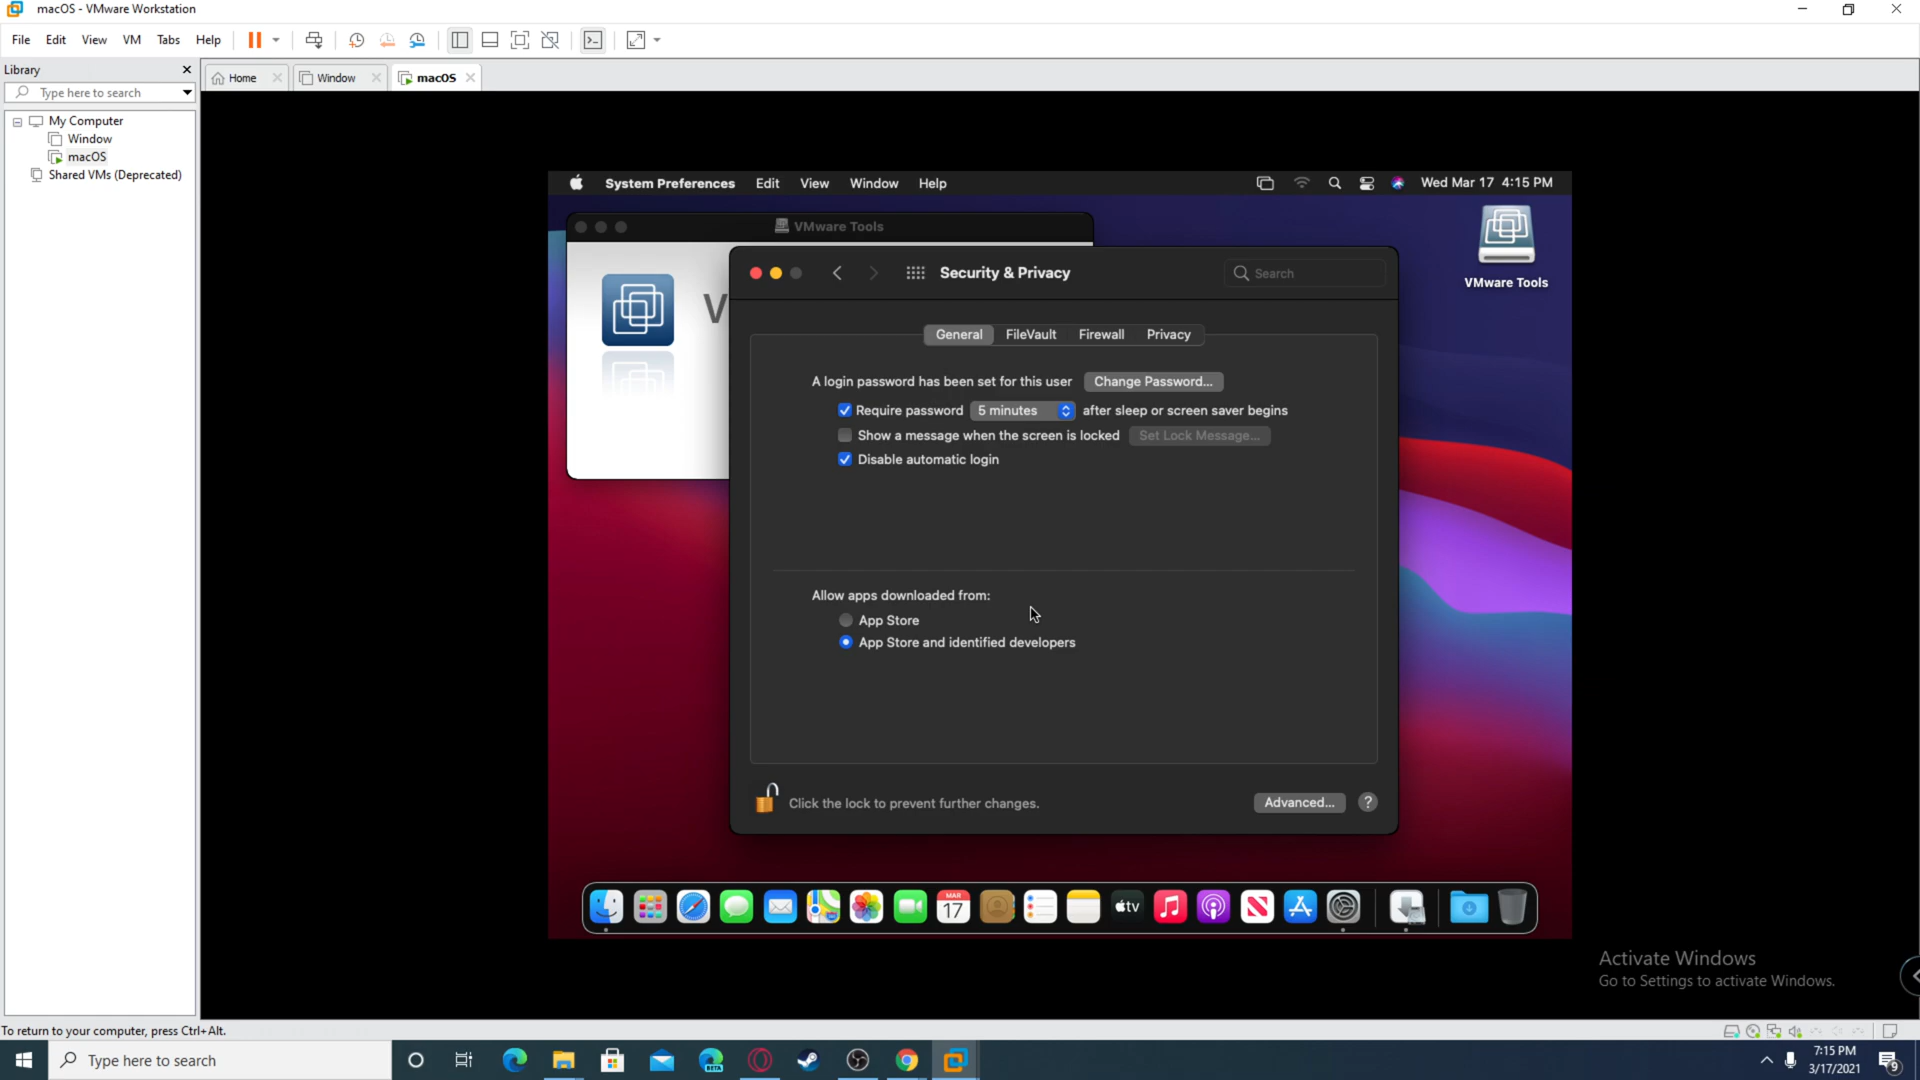 macOS - VMware Workstation
File Edit View VM Tabs Help
Library
Type here to search
My Computer
Window
macOS
Shared VMs (Deprecated)
Home Window macOS
System Preferences Edit View Window Help
Wed Mar 17 4:15 PM
VMware Tools
V
VMware Tools
Security & Privacy
Search
General FileVault Firewall Privacy
A login password has been set for this user Change Password...
Require password 5 minutes after sleep or screen saver begins
Show a message when the screen is locked Set Lock Message...
Disable automatic login
Allow apps downloaded from:
App Store
App Store and identified developers
Click the lock to prevent further changes.
Advanced... ?
MAR
17
tv
Activate Windows
Go to Settings to activate Windows.
To return to your computer, press Ctrl+Alt.
Type here to search
BETA
7:15 PM
3/17/2021
9